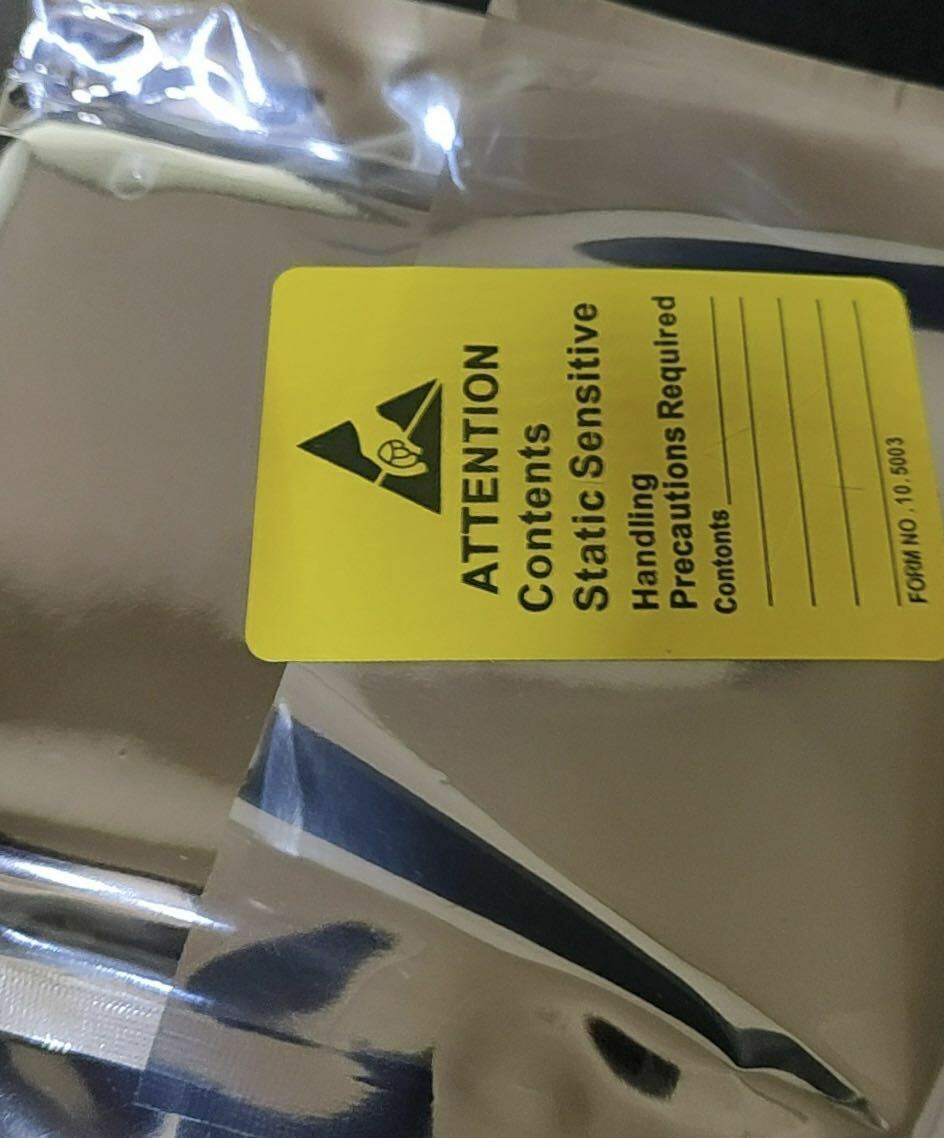 ATTENTION
Contents
Static Sensitive
Handling
Precautions Required
Contonts
FORM NO . 10 . 5003